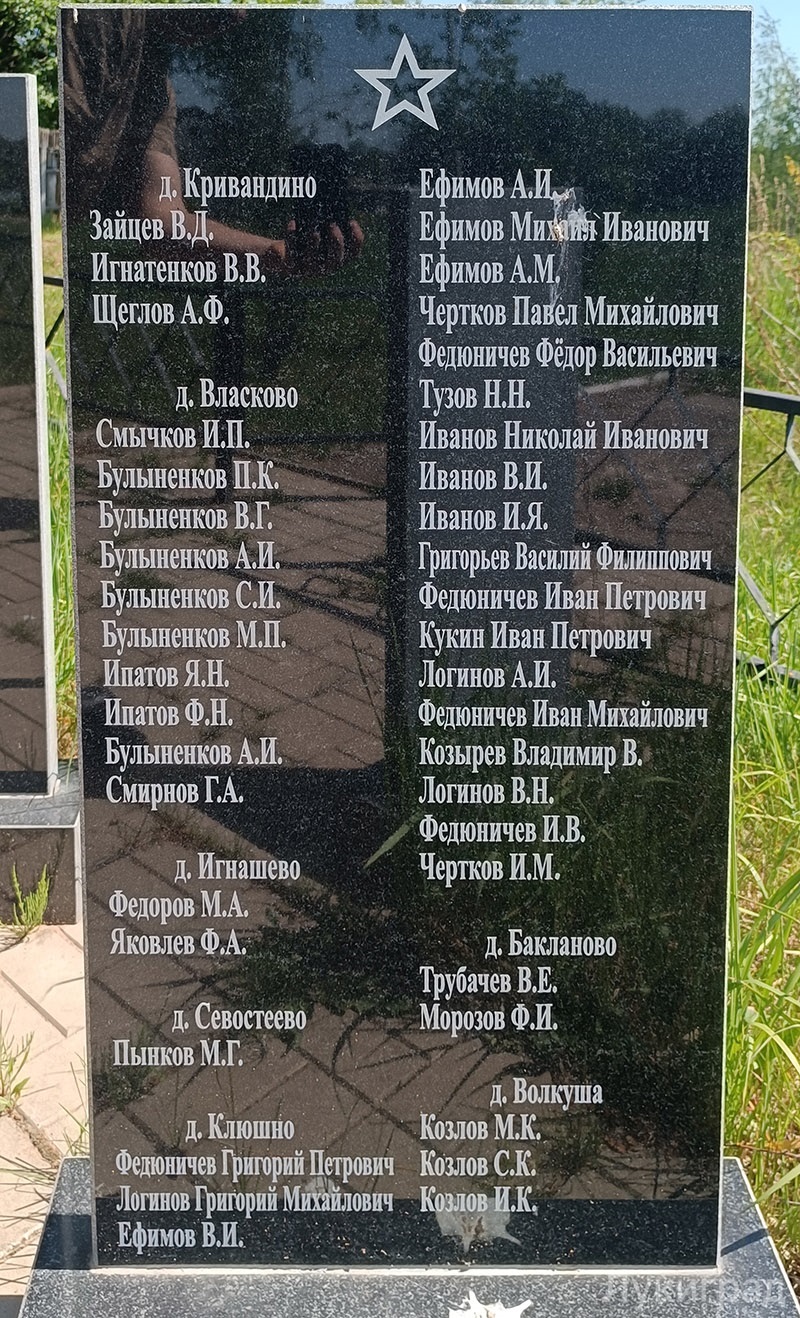 д. Кривандино
Зайцев В.Д.
Игнатенков В.В.
Щеглов А.Ф.
д. Власково
Смычков И.П.
Булыненков П.К.
Булыненков В.Г.
Булыненков А.И.
Булыненков С.И.
Булыненков М.П.
Ипатов Я.Н.
Ипатов Ф.Н.
Булыненков А.И.
Смирнов Г.А.
д. Игнашево
Федоров М.А.
Яковлев Ф.А.
д. Севостеево
Пынков М.Г.
д. Клюшно
Федюничев Григорий Петрович
Логинов Григорий Михайлович
Ефимов В.И.
Ефимов А.И.
Ефимов Михаил Иванович
Ефимов А.М.
Чертков Павел Михайлович
Федюничев Фёдор Васильевич
Тузов Н.Н.
Иванов Николай Иванович
Иванов В.И.
Иванов И.Я.
Григорьев Василий Филиппович
Федюничев Иван Петрович
Кукин Иван Петрович
Логинов А.И.
Федюничев Иван Михайлович
Козырев Владимир В.
Логинов В.Н.
Федюничев И.В.
Чертков И.М.
д. Бакланово
Трубачев В.Е.
Морозов Ф.И.
д. Волкуша
Козлов М.К.
Козлов С.К.
Козлов И.К.
Лукиград